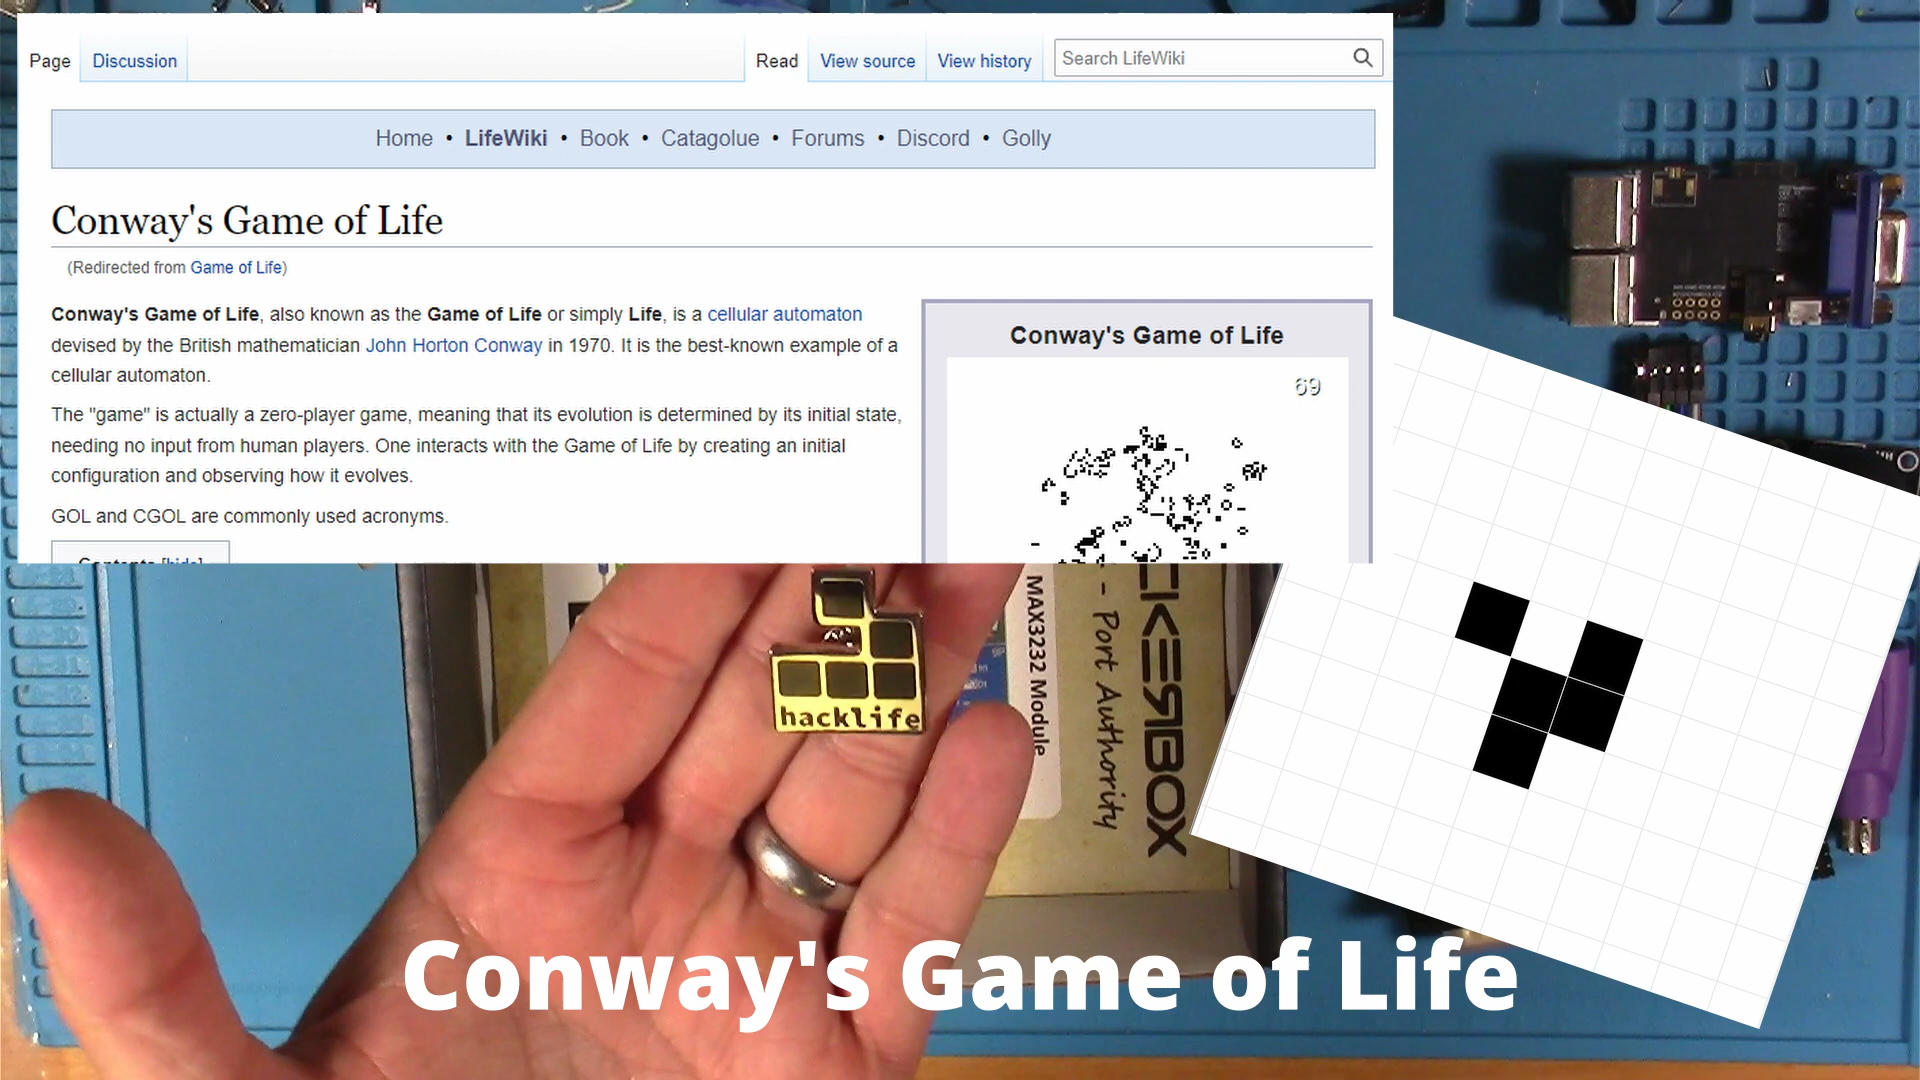 Page Discussion Read View source View history Search LifeWiki
Home • LifeWiki • Book • Catagolue • Forums • Discord • Golly
Conway's Game of Life
(Redirected from Game of Life)
Conway's Game of Life, also known as the Game of Life or simply Life, is a cellular automaton
devised by the British mathematician John Horton Conway in 1970. It is the best-known example of a
cellular automaton.
The "game" is actually a zero-player game, meaning that its evolution is determined by its initial state,
needing no input from human players. One interacts with the Game of Life by creating an initial
configuration and observing how it evolves.
GOL and CGOL are commonly used acronyms.
Contents [hide]
Conway's Game of Life
69
hacklife
MAX3232 Module
- Port Authority
CKERBOX
Conway's Game of Life